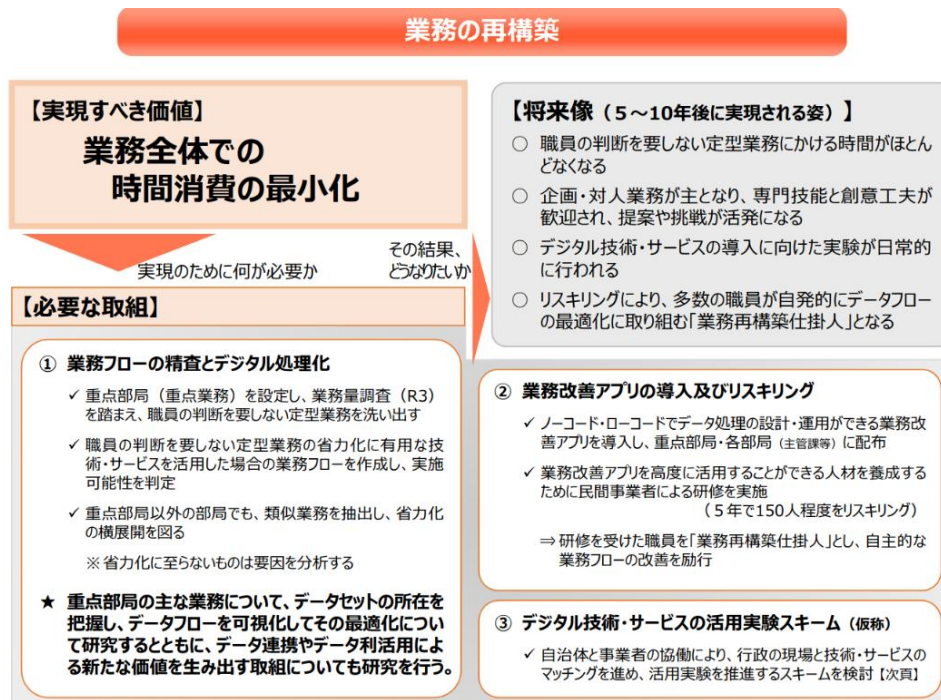 業務の再構築
【実現すべき価値】
業務全体での
時間消費の最小化
実現のために何が必要か
その結果、
どうなりたいか
【将来像（５～10年後に実現される姿）】
○ 職員の判断を要しない定型業務にかける時間がほとん
どなくなる
○ 企画・対人業務が主となり、専門技能と創意工夫が
歓迎され、提案や挑戦が活発になる
○ デジタル技術・サービスの導入に向けた実験が日常的
に行われる
○ リスキリングにより、多数の職員が自発的にデータフロー
の最適化に取り組む「業務再構築仕掛人」となる
【必要な取組】
① 業務フローの精査とデジタル処理化
✓ 重点部局（重点業務）を設定し、業務量調査（R3）
を踏まえ、職員の判断を要しない定型業務を洗い出す
✓ 職員の判断を要しない定型業務の省力化に有用な技
術・サービスを活用した場合の業務フローを作成し、実施
可能性を判定
✓ 重点部局以外の部局でも、類似業務を抽出し、省力化
の横展開を図る
※ 省力化に至らないものは要因を分析する
★ 重点部局の主な業務について、データセットの所在を
把握し、データフローを可視化してその最適化につい
て研究するとともに、データ連携やデータ利活用によ
る新たな価値を生み出す取組についても研究を行う。
② 業務改善アプリの導入及びリスキリング
✓ ノーコード・ローコードでデータ処理の設計・運用ができる業務改
善アプリを導入し、重点部局・各部局（主管課等）に配布
✓ 業務改善アプリを高度に活用することができる人材を養成する
ために民間事業者による研修を実施
（５年で150人程度をリスキリング）
⇒ 研修を受けた職員を「業務再構築仕掛人」とし、自主的な
業務フローの改善を励行
③ デジタル技術・サービスの活用実験スキーム（仮称）
✓ 自治体と事業者の協働により、行政の現場と技術・サービスの
マッチングを進め、活用実験を推進するスキームを検討【次頁】